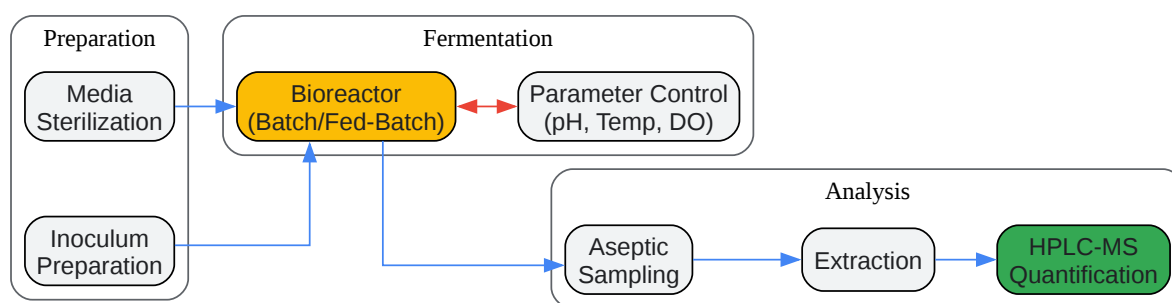 Preparation
Media
Sterilization
Inoculum
Preparation
Fermentation
Bioreactor
(Batch/Fed-Batch)
Parameter Control
(pH, Temp, DO)
Analysis
Aseptic
Sampling
Extraction
HPLC-MS
Quantification